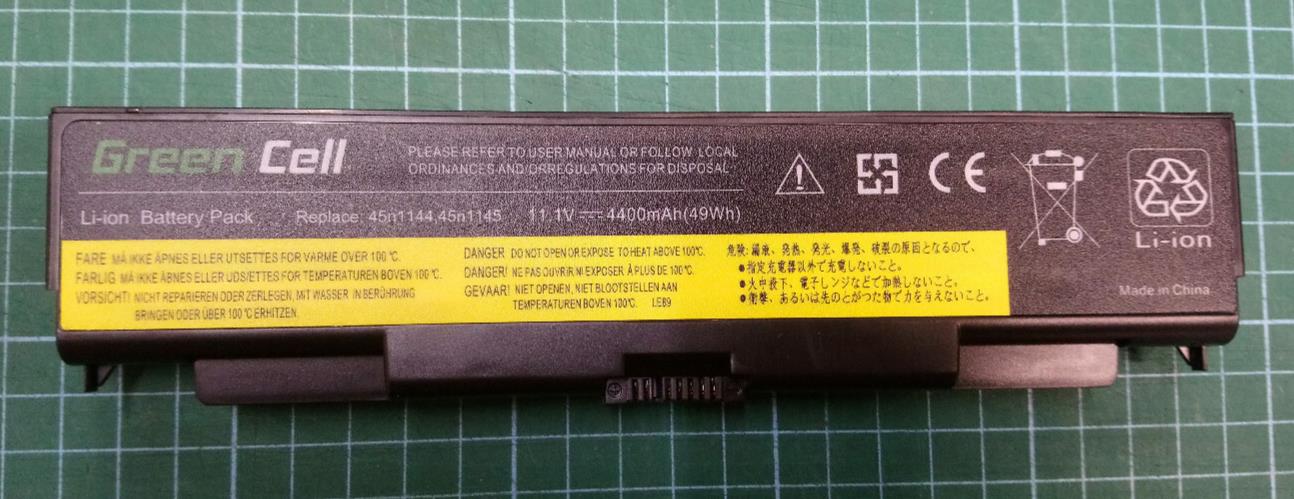 Green Cell
PLEASE REFER TO USER MANUAL OR FOLLOW LOCAL
ORDINANCES AND/ORREGULATIONS FOR DISPOSAL
Li-ion Battery Pack Replace: 45n1144,45n1145 11.1V⎓4400mAh(49Wh)
CE
Li-ion
Made in China
FARE MÅ IKKE ÅPNES ELLER UTSETTES FOR VARME OVER 100 ℃.
FARLIG MÅ IKKE ÅBNES ELLER UDS/ETTES FOR TEMPERATUREN BOVEN 100 ℃.
VORSICHT! NICHT REPARIEREN ODER ZERLEGEN, MIT WASSER IN BERÜHRUNG
BRINGEN ODER ÜBER 100 ℃ ERHITZEN.
DANGER DO NOT OPEN OR EXPOSE TO HEAT ABOVE 100℃.
DANGER! NE PAS OUVRIR NI EXPOSER Á PLUS DE 100 ℃.
GEVAAR! NIET OPENEN, NIET BLOOTSTELLEN AAN
TEMPERATUREN BOVEN 100℃. LEB9
危険: 漏液、発熱、発光、爆発、破裂の原因となるので、
●指定充電器以外で充電しないこと。
●火中投下、電子レンジなどで加熱しないこと。
●衝撃、あるいは先のとがつた物で力を与えないこと。